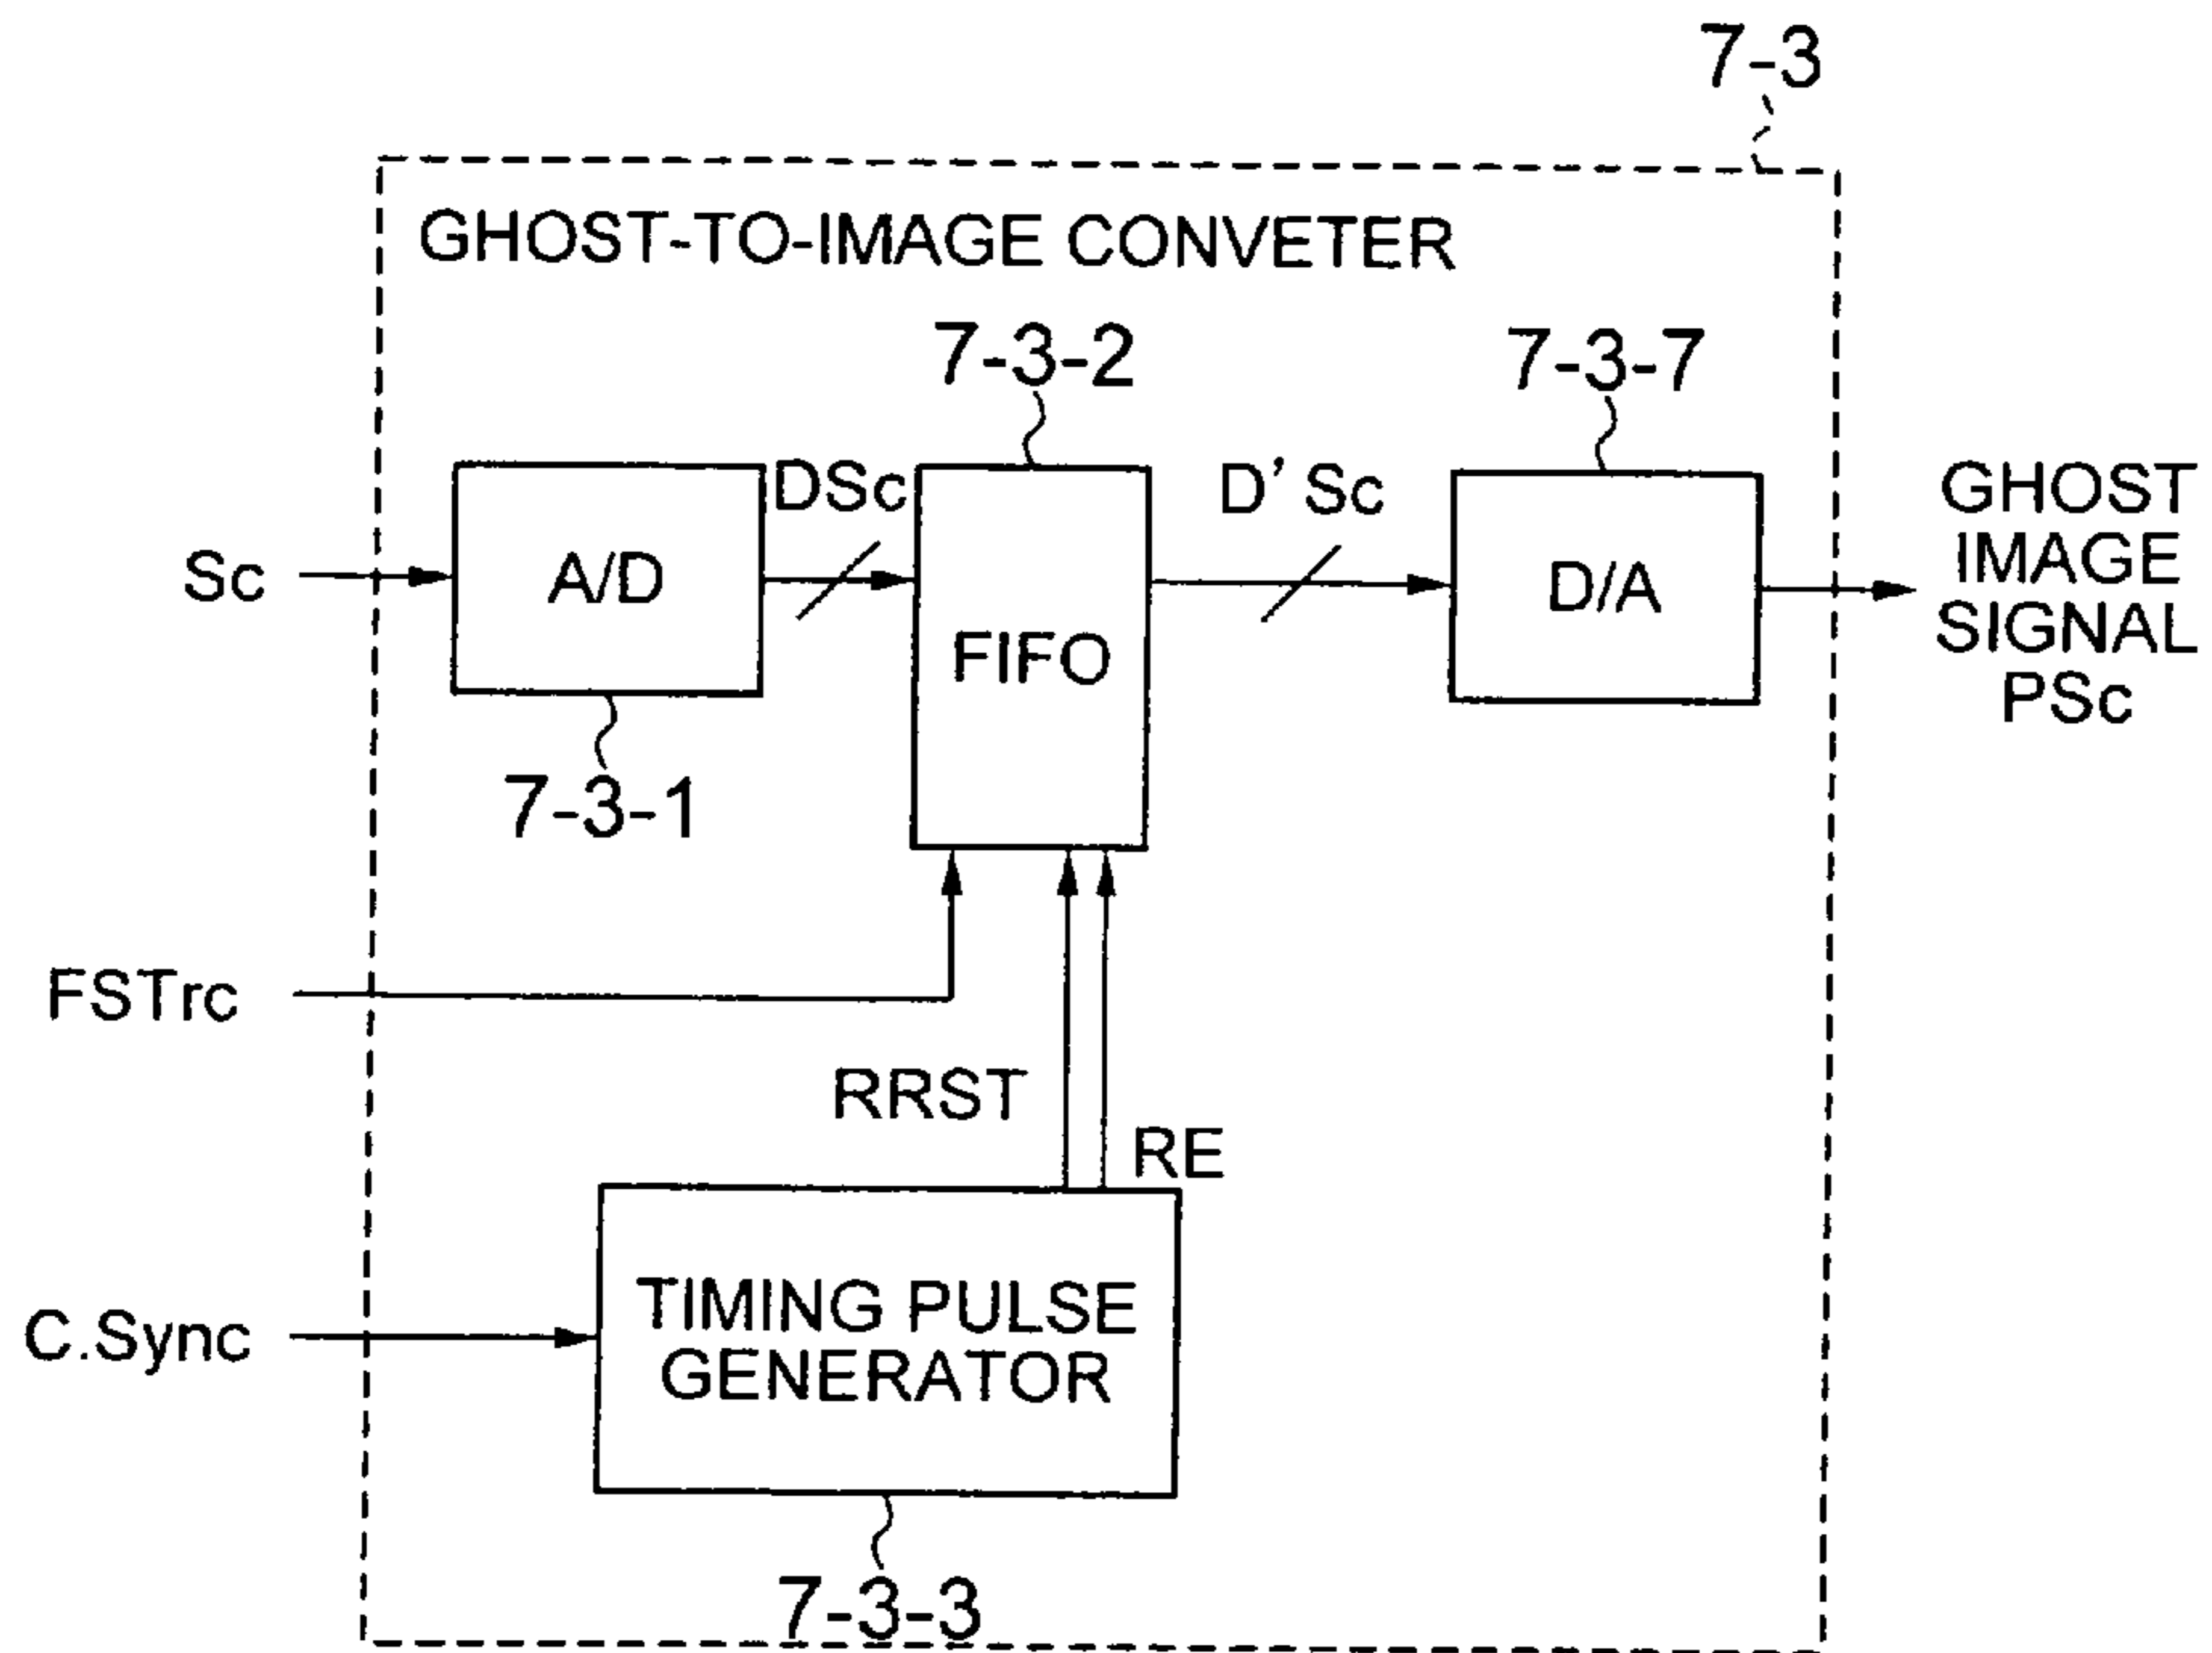 7-3
GHOST-TO-IMAGE CONVETER
7-3-2
7-3-7
DSc
D' Sc
Sc
A/D
FIFO
D/A
GHOST
IMAGE
SIGNAL
PSc
7-3-1
FSTrc
RRST
RE
C.Sync
TIMING PULSE
GENERATOR
7-3-3